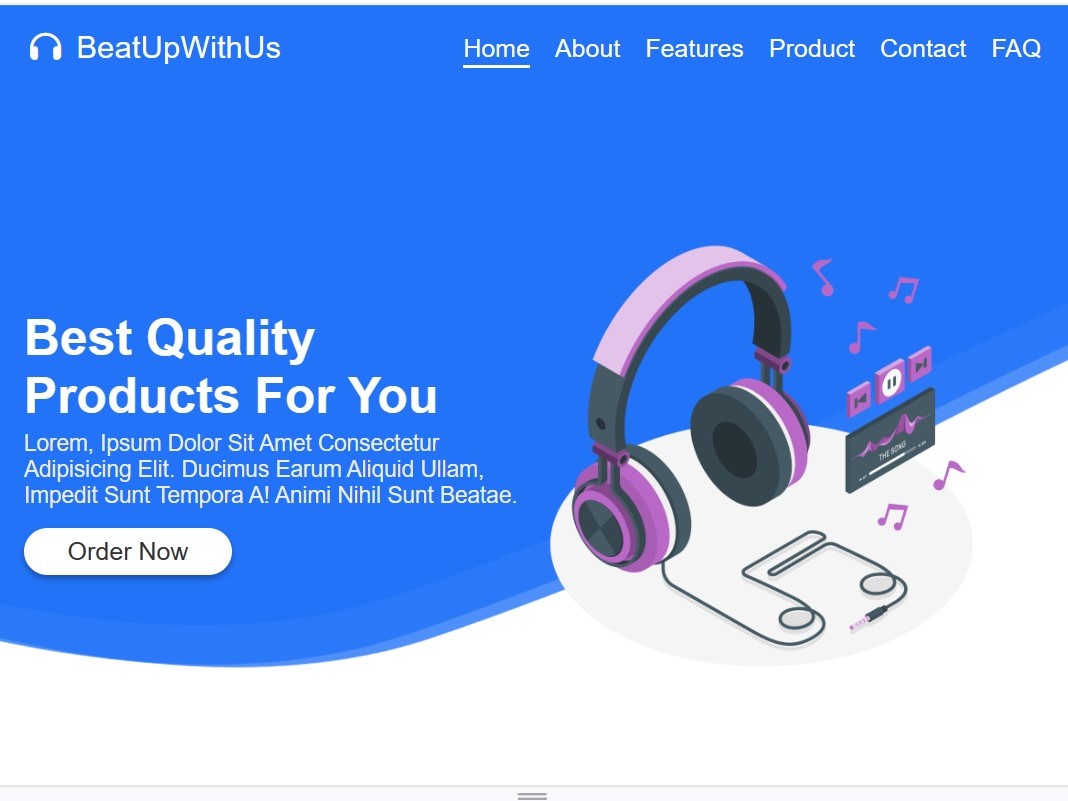 BeatUpWithUs
Home About Features Product Contact FAQ
Best Quality
Products For You
Lorem, Ipsum Dolor Sit Amet Consectetur
Adipisicing Elit. Ducimus Earum Aliquid Ullam,
Impedit Sunt Tempora A! Animi Nihil Sunt Beatae.
Order Now
THE SONG